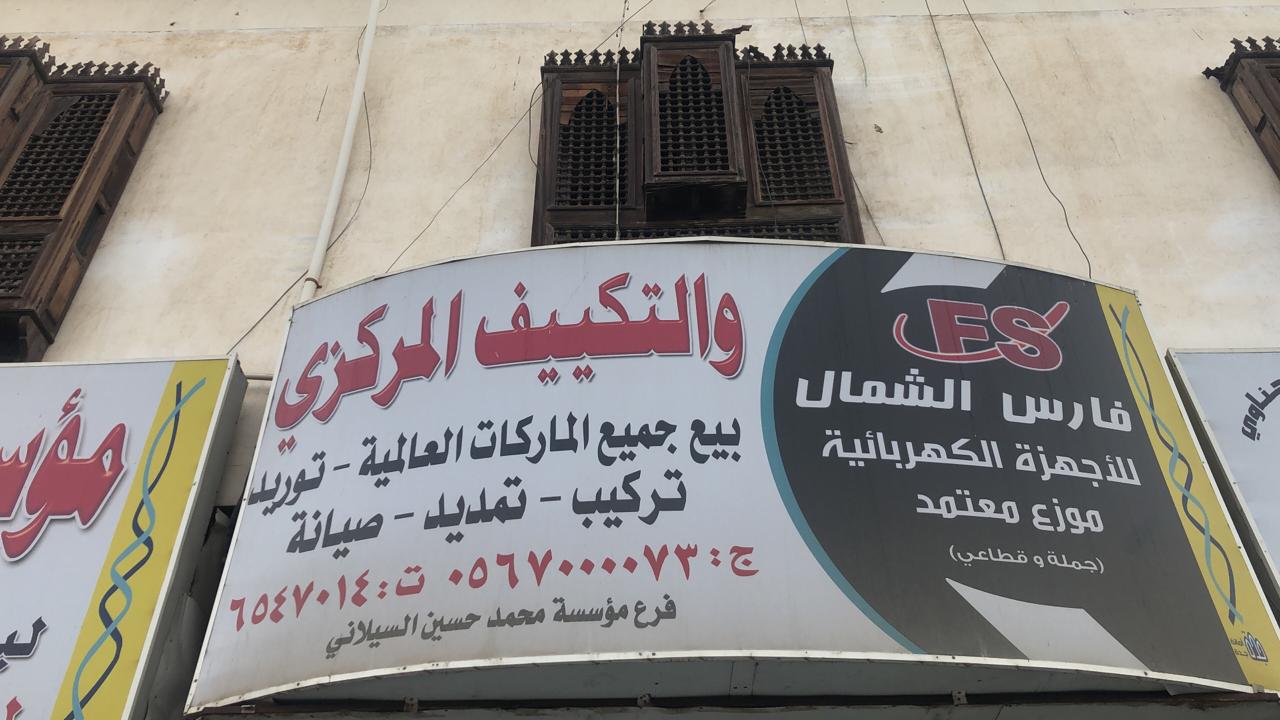 FS
فارس الشمال
للأجهزة الكهربائية
موزع معتمد
(جملة و قطاعي)
والتكييف المركزي
بيع جميع الماركات العالمية - توريد
تركيب - تمديد - صيانة
ج: ٠٥٦٧٠٠٠٠٧٣ ت: ٦٥٤٧٠١٤
فرع مؤسسة محمد حسين السيلاني